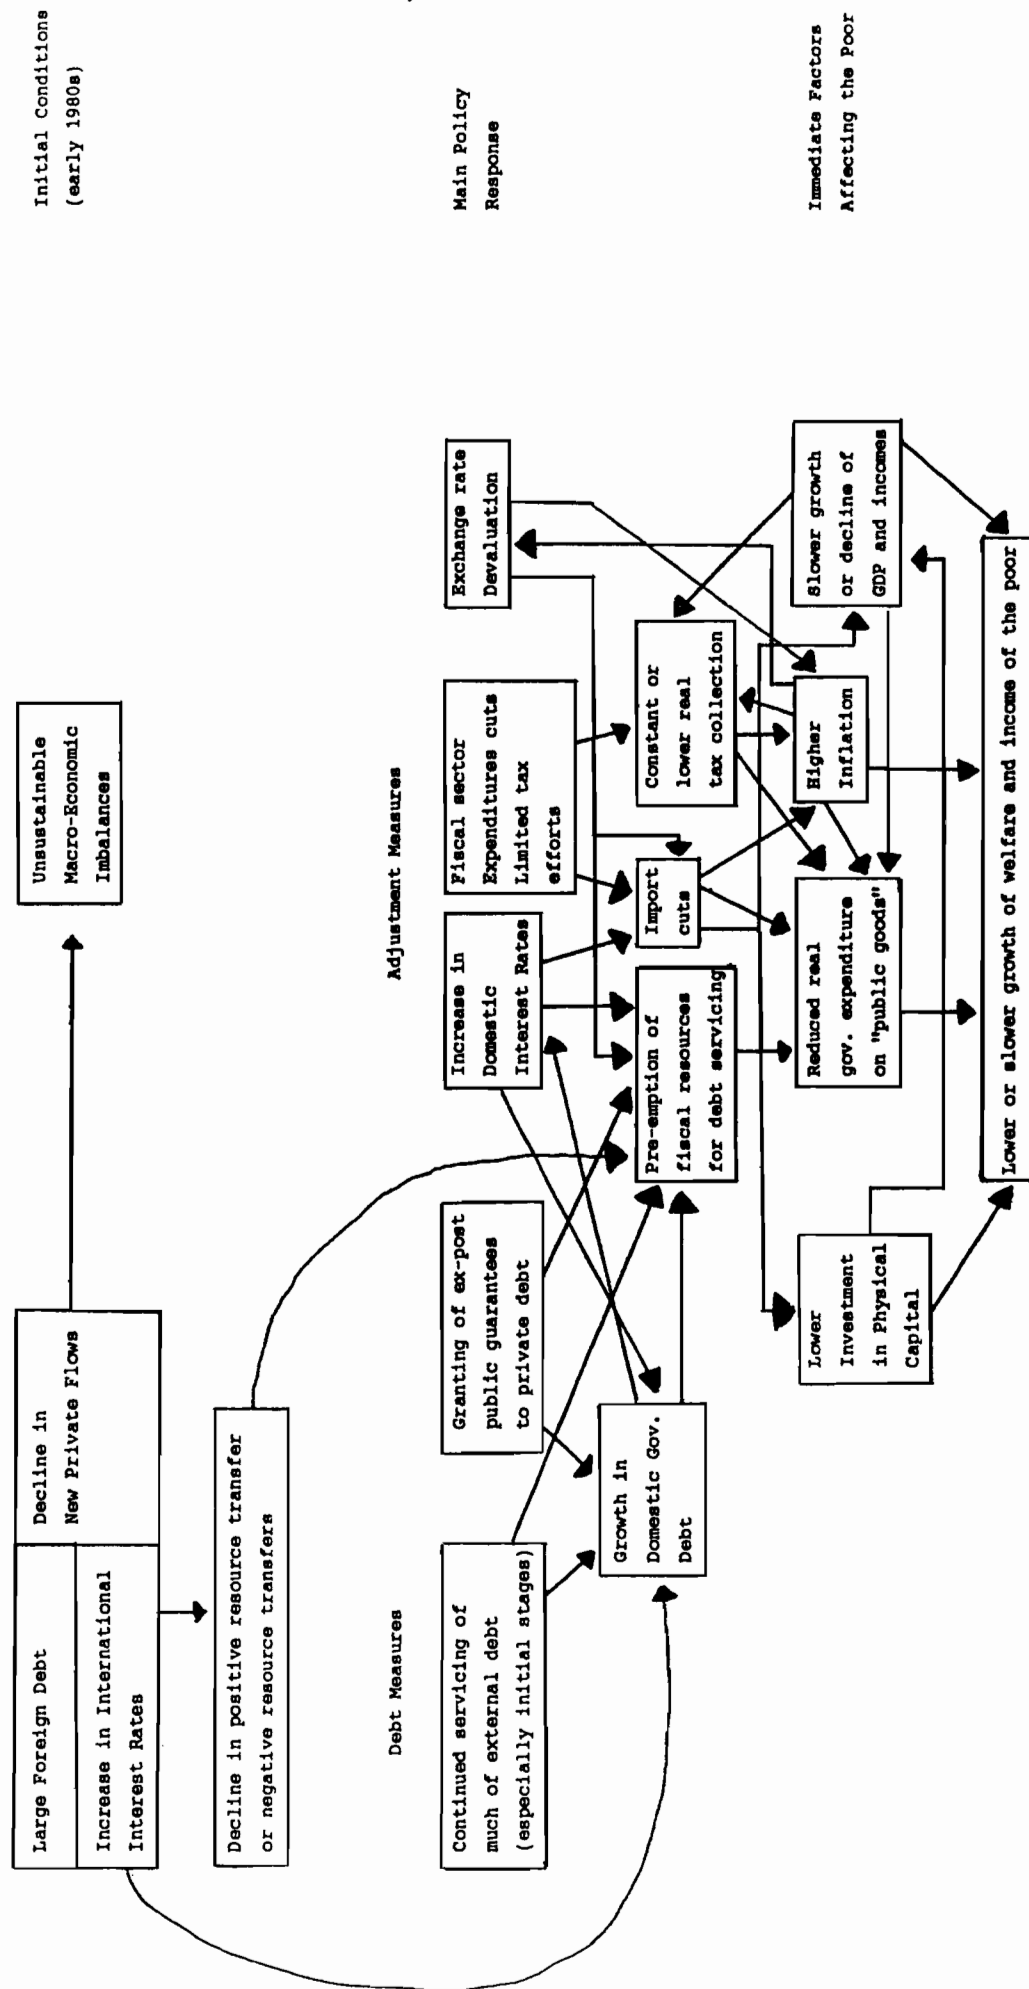 Initial Conditions
(early 1980s)
Large Foreign Debt
Increase in International
Interest Rates
Decline in
New Private Flows
Unsustainable
Macro-Economic
Imbalances
Decline in positive resource transfer
or negative resource transfers
Debt Measures
Adjustment Measures
Main Policy
Response
Continued servicing of
much of external debt
(especially initial stages)
Granting of ex-post
public guarantees
to private debt
Increase in
Domestic
Interest Rates
Fiscal sector
Expenditures cuts
Limited tax
efforts
Exchange rate
Devaluation
Growth in
Domestic Gov.
Debt
Pre-emption of
fiscal resources
for debt servicing
Import
cuts
Constant or
lower real
tax collection
Immediate Factors
Affecting the Poor
Lower
Investment
in Physical
Capital
Reduced real
gov. expenditure
on "public goods"
Higher
Inflation
Slower growth
or decline of
GDP and incomes
Lower or slower growth of welfare and income of the poor